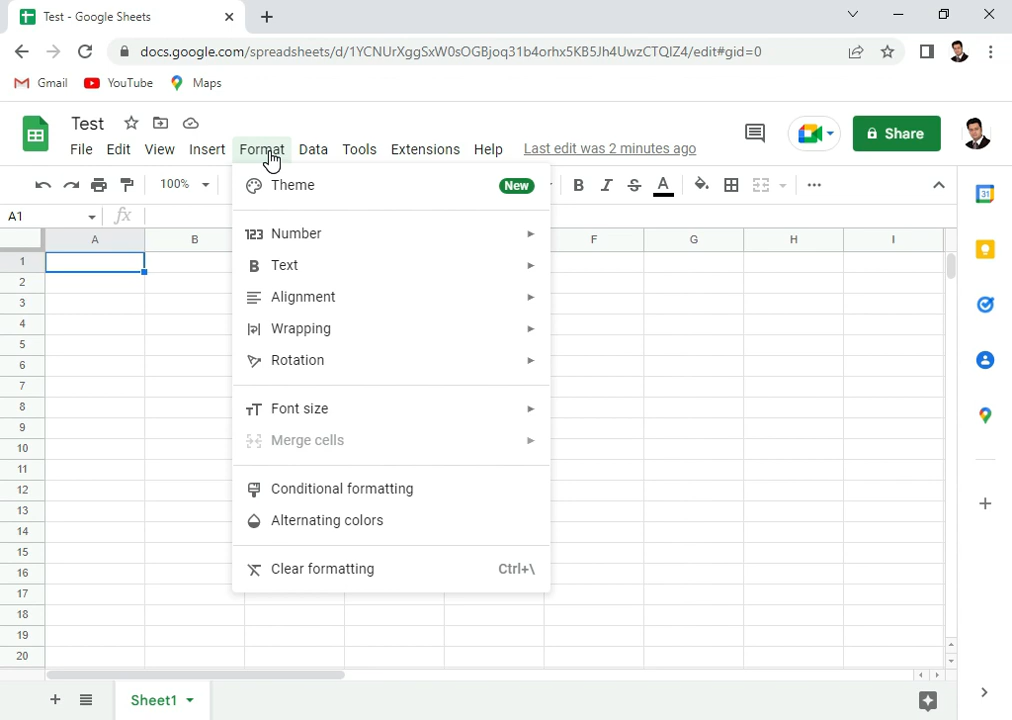 Test - Google Sheets
docs.google.com/spreadsheets/d/1YCNUrXggSxW0sOGBjoq31b4orhx5KB5Jh4UwzCTQIZ4/edit#gid=0
Gmail YouTube Maps
Test
File Edit View Insert Format Data Tools Extensions Help Last edit was 2 minutes ago
Share
100% B I S A
31
A1 fx
Theme New
A B F G H I
123 Number
B Text
Alignment
Wrapping
Rotation
Font size
Merge cells
Conditional formatting
Alternating colors
Clear formatting Ctrl+\
1
2
3
4
5
6
7
8
9
10
11
12
13
14
15
16
17
18
19
20
Sheet1